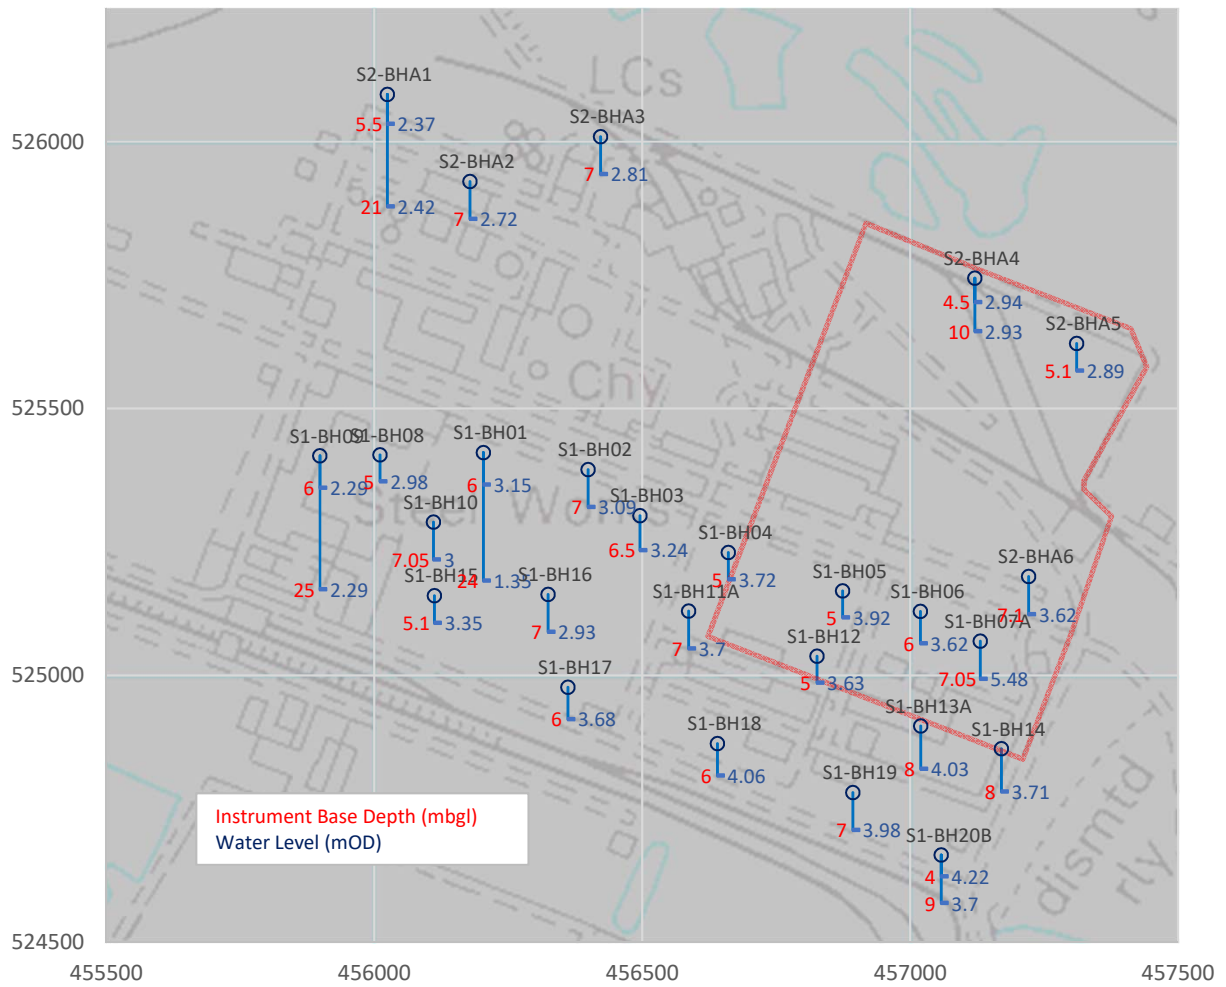 LCs
S2-BHA1
5.5 2.37
21 2.42
S2-BHA3
7 2.81
S2-BHA2
7 2.72
526000
S2-BHA4
4.5 2.94
10 2.93
S2-BHA5
5.1 2.89
Chy
525500
S1-BH09
6 2.29
25 2.29
S1-BH08
5 2.98
S1-BH01
6 3.15
24 1.35
S1-BH02
7 3.09
Steel Works
S1-BH10
7.05 3
S1-BH03
6.5 3.24
S1-BH04
5 3.72
S1-BH15
5.1 3.35
S1-BH16
7 2.93
S1-BH11A
7 3.7
S1-BH05
5 3.92
S1-BH06
6 3.62
S2-BHA6
7.1 3.62
S1-BH07A
7.05 5.48
S1-BH12
5 3.63
525000
S1-BH17
6 3.68
S1-BH18
6 4.06
S1-BH13A
8 4.03
S1-BH14
8 3.71
S1-BH19
7 3.98
S1-BH20B
4 4.22
9 3.7
dismtd
rly
Instrument Base Depth (mbgl)
Water Level (mOD)
524500
455500 456000 456500 457000 457500